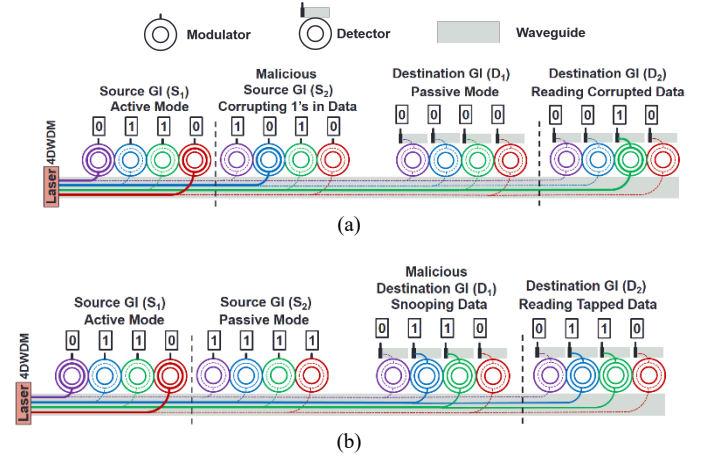 Modulator
Detector
Waveguide
Source GI (S1)
Active Mode
Malicious
Source GI (S2)
Corrupting 1's in Data
Destination GI (D1)
Passive Mode
Destination GI (D2)
Reading Corrupted Data
0 1 1 0
1 0 1 0
0 0 0 0
0 0 1 0
Laser 4DWDM
(a)
Source GI (S1)
Active Mode
Source GI (S2)
Passive Mode
Malicious
Destination GI (D1)
Snooping Data
Destination GI (D2)
Reading Tapped Data
0 1 1 0
1 1 1 1
0 1 1 0
0 1 1 0
Laser 4DWDM
(b)